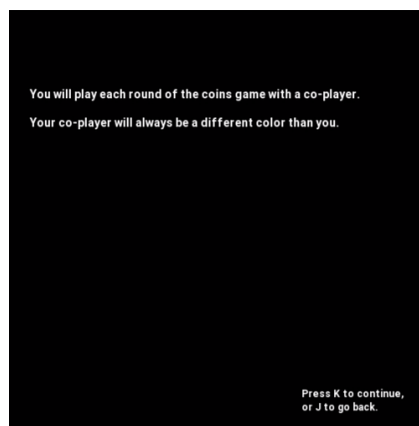 You will play each round of the coins game with a co-player.
Your co-player will always be a different color than you.
Press K to continue,
or J to go back.